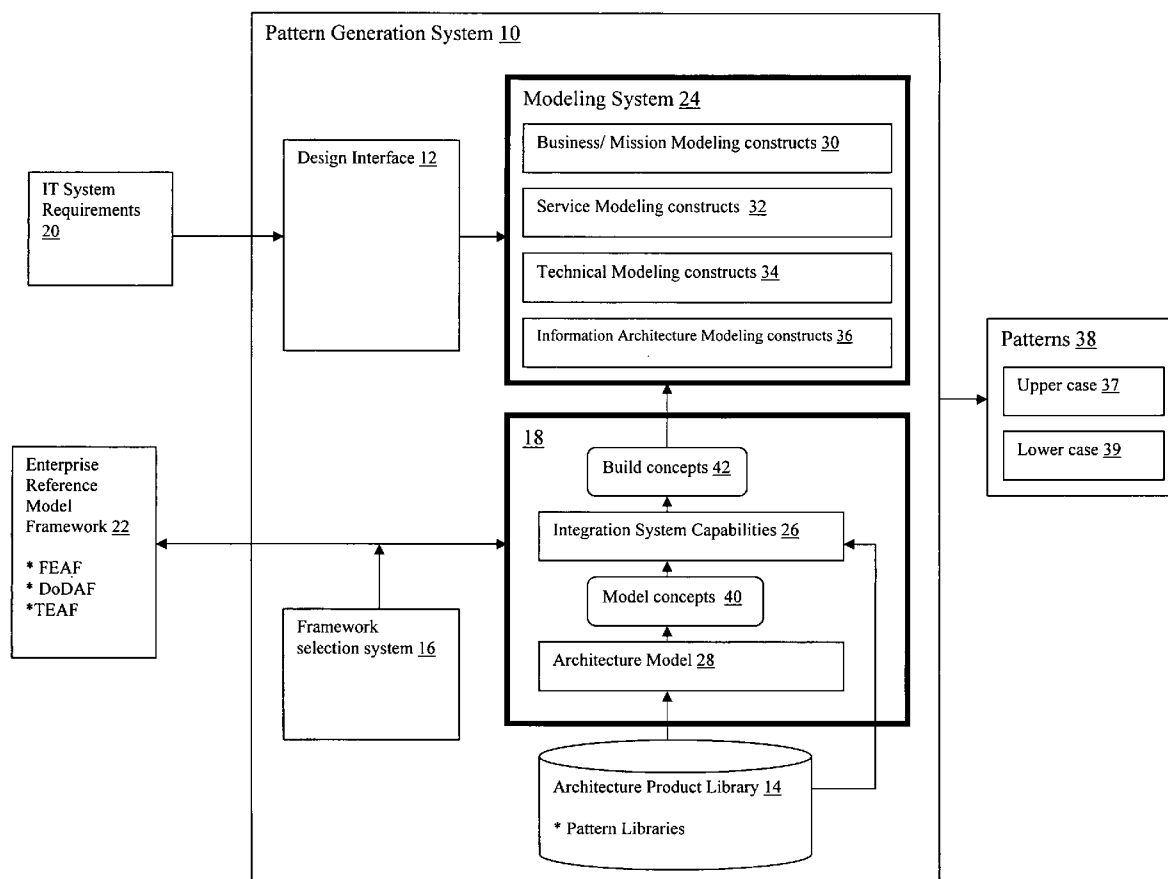 Pattern Generation System 10
Modeling System 24
Business/ Mission Modeling constructs 30
Service Modeling constructs 32
Technical Modeling constructs 34
Information Architecture Modeling constructs 36
Design Interface 12
IT System
Requirements
20
Patterns 38
Upper case 37
Lower case 39
18
Build concepts 42
Integration System Capabilities 26
Model concepts 40
Architecture Model 28
Enterprise
Reference
Model
Framework 22
* FEAF
* DoDAF
*TEAF
Framework
selection system 16
Architecture Product Library 14
* Pattern Libraries